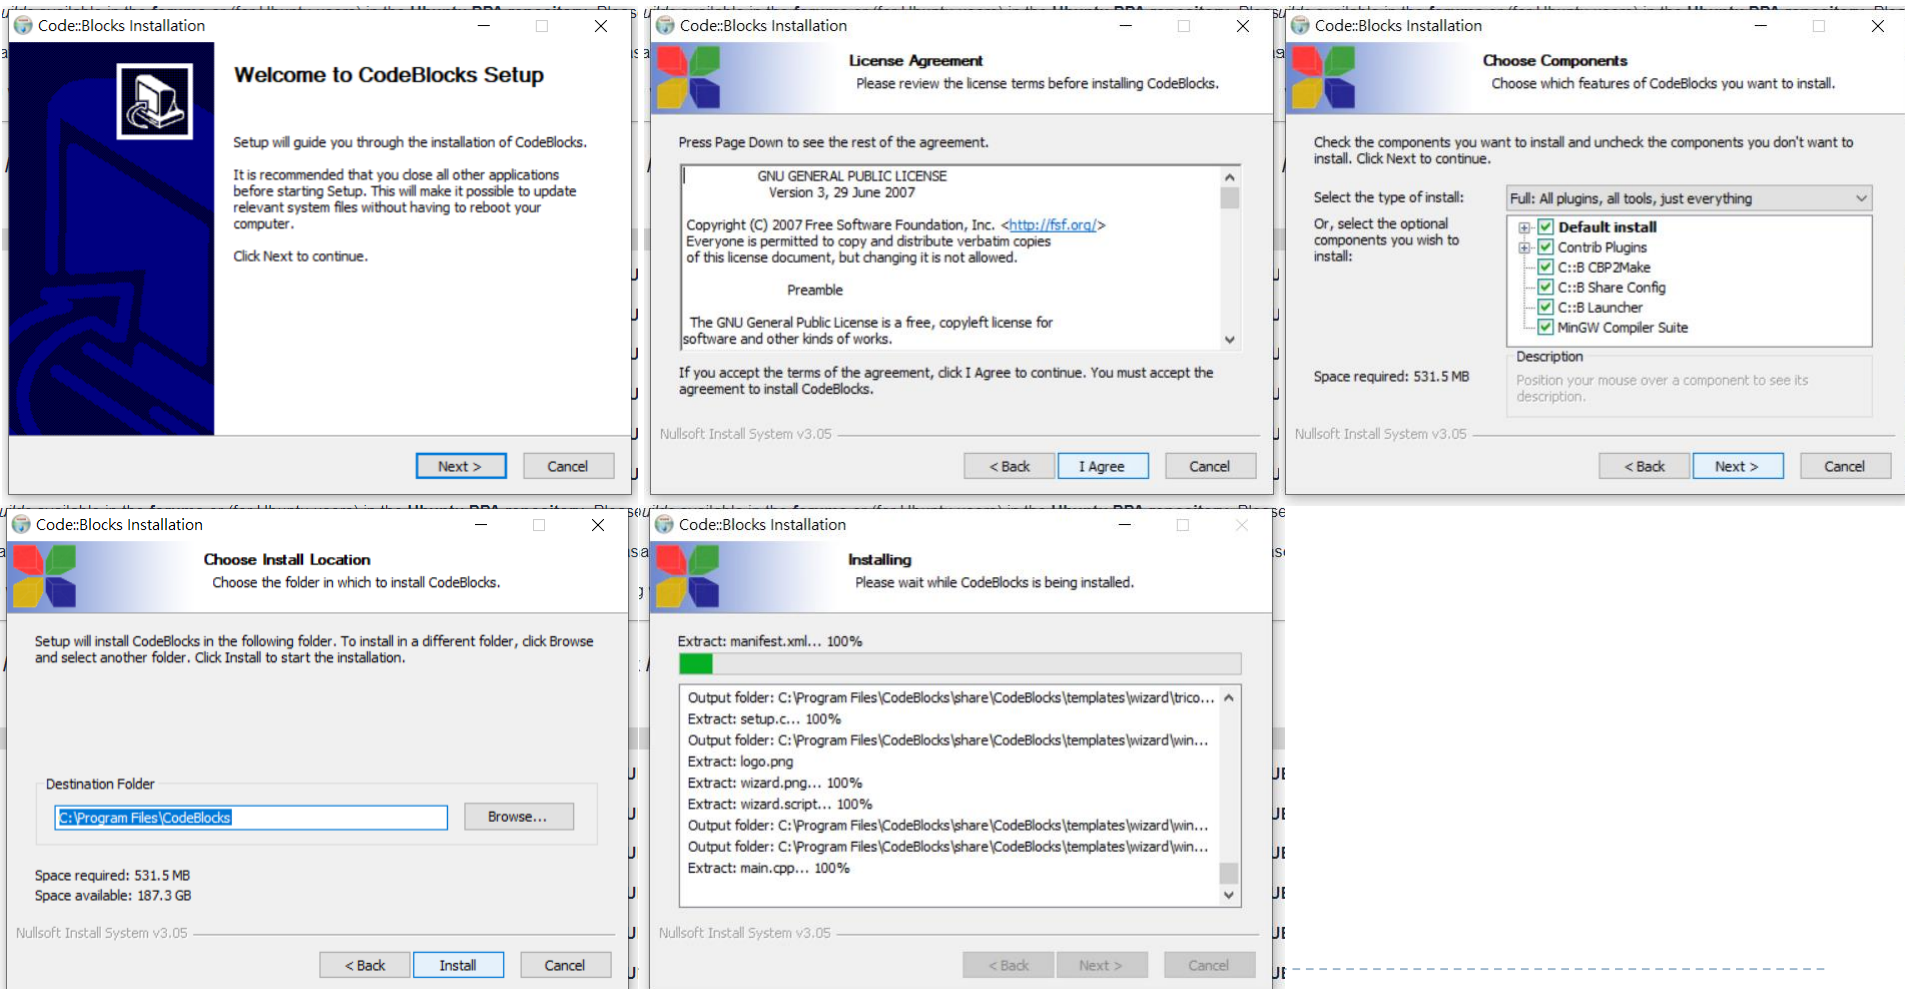 Code::Blocks Installation
Welcome to CodeBlocks Setup
Setup will guide you through the installation of CodeBlocks.
It is recommended that you close all other applications
before starting Setup. This will make it possible to update
relevant system files without having to reboot your
computer.
Click Next to continue.
Next >
Cancel
Code::Blocks Installation
License Agreement
Please review the license terms before installing CodeBlocks.
Press Page Down to see the rest of the agreement.
GNU GENERAL PUBLIC LICENSE
Version 3, 29 June 2007
Copyright (C) 2007 Free Software Foundation, Inc. <http://fsf.org/>
Everyone is permitted to copy and distribute verbatim copies
of this license document, but changing it is not allowed.
Preamble
The GNU General Public License is a free, copyleft license for
software and other kinds of works.
If you accept the terms of the agreement, click I Agree to continue. You must accept the
agreement to install CodeBlocks.
Nullsoft Install System v3.05
< Back
I Agree
Cancel
Code::Blocks Installation
Choose Components
Choose which features of CodeBlocks you want to install.
Check the components you want to install and uncheck the components you don't want to
install. Click Next to continue.
Select the type of install:
Full: All plugins, all tools, just everything
Or, select the optional
components you wish to
install:
Default install
Contrib Plugins
C::B CBP2Make
C::B Share Config
C::B Launcher
MinGW Compiler Suite
Space required: 531.5 MB
Description
Position your mouse over a component to see its
description.
Nullsoft Install System v3.05
< Back
Next >
Cancel
Code::Blocks Installation
Choose Install Location
Choose the folder in which to install CodeBlocks.
Setup will install CodeBlocks in the following folder. To install in a different folder, click Browse
and select another folder. Click Install to start the installation.
Destination Folder
C:\Program Files\CodeBlocks
Browse...
Space required: 531.5 MB
Space available: 187.3 GB
Nullsoft Install System v3.05
< Back
Install
Cancel
Code::Blocks Installation
Installing
Please wait while CodeBlocks is being installed.
Extract: manifest.xml... 100%
Output folder: C:\Program Files\CodeBlocks\share\CodeBlocks\templates\wizard\trico...
Extract: setup.c... 100%
Output folder: C:\Program Files\CodeBlocks\share\CodeBlocks\templates\wizard\win...
Extract: logo.png
Extract: wizard.png... 100%
Extract: wizard.script... 100%
Output folder: C:\Program Files\CodeBlocks\share\CodeBlocks\templates\wizard\win...
Output folder: C:\Program Files\CodeBlocks\share\CodeBlocks\templates\wizard\win...
Extract: main.cpp... 100%
Nullsoft Install System v3.05
< Back
Next >
Cancel